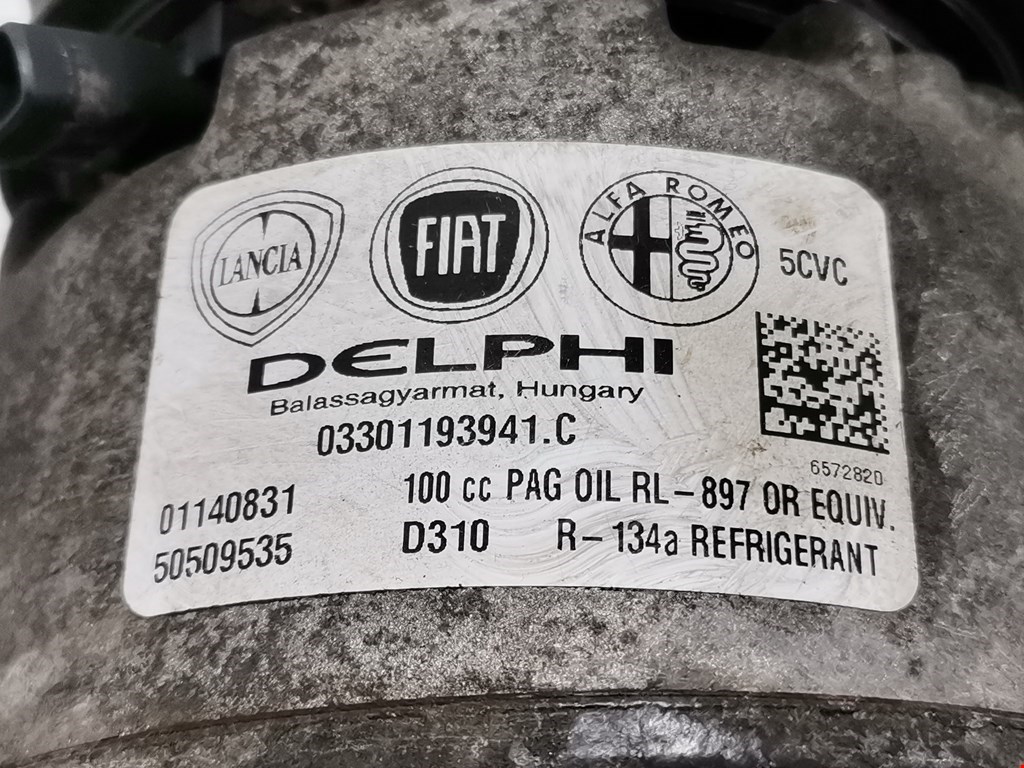 LANCIA
FIAT
ALFA ROMEO
5CVC
DELPHI
Balassagyarmat, Hungary
03301193941.C
6572820
01140831
100 cc PAG OIL RL-897 OR EQUIV.
50509535
D310
R-134a REFRIGERANT